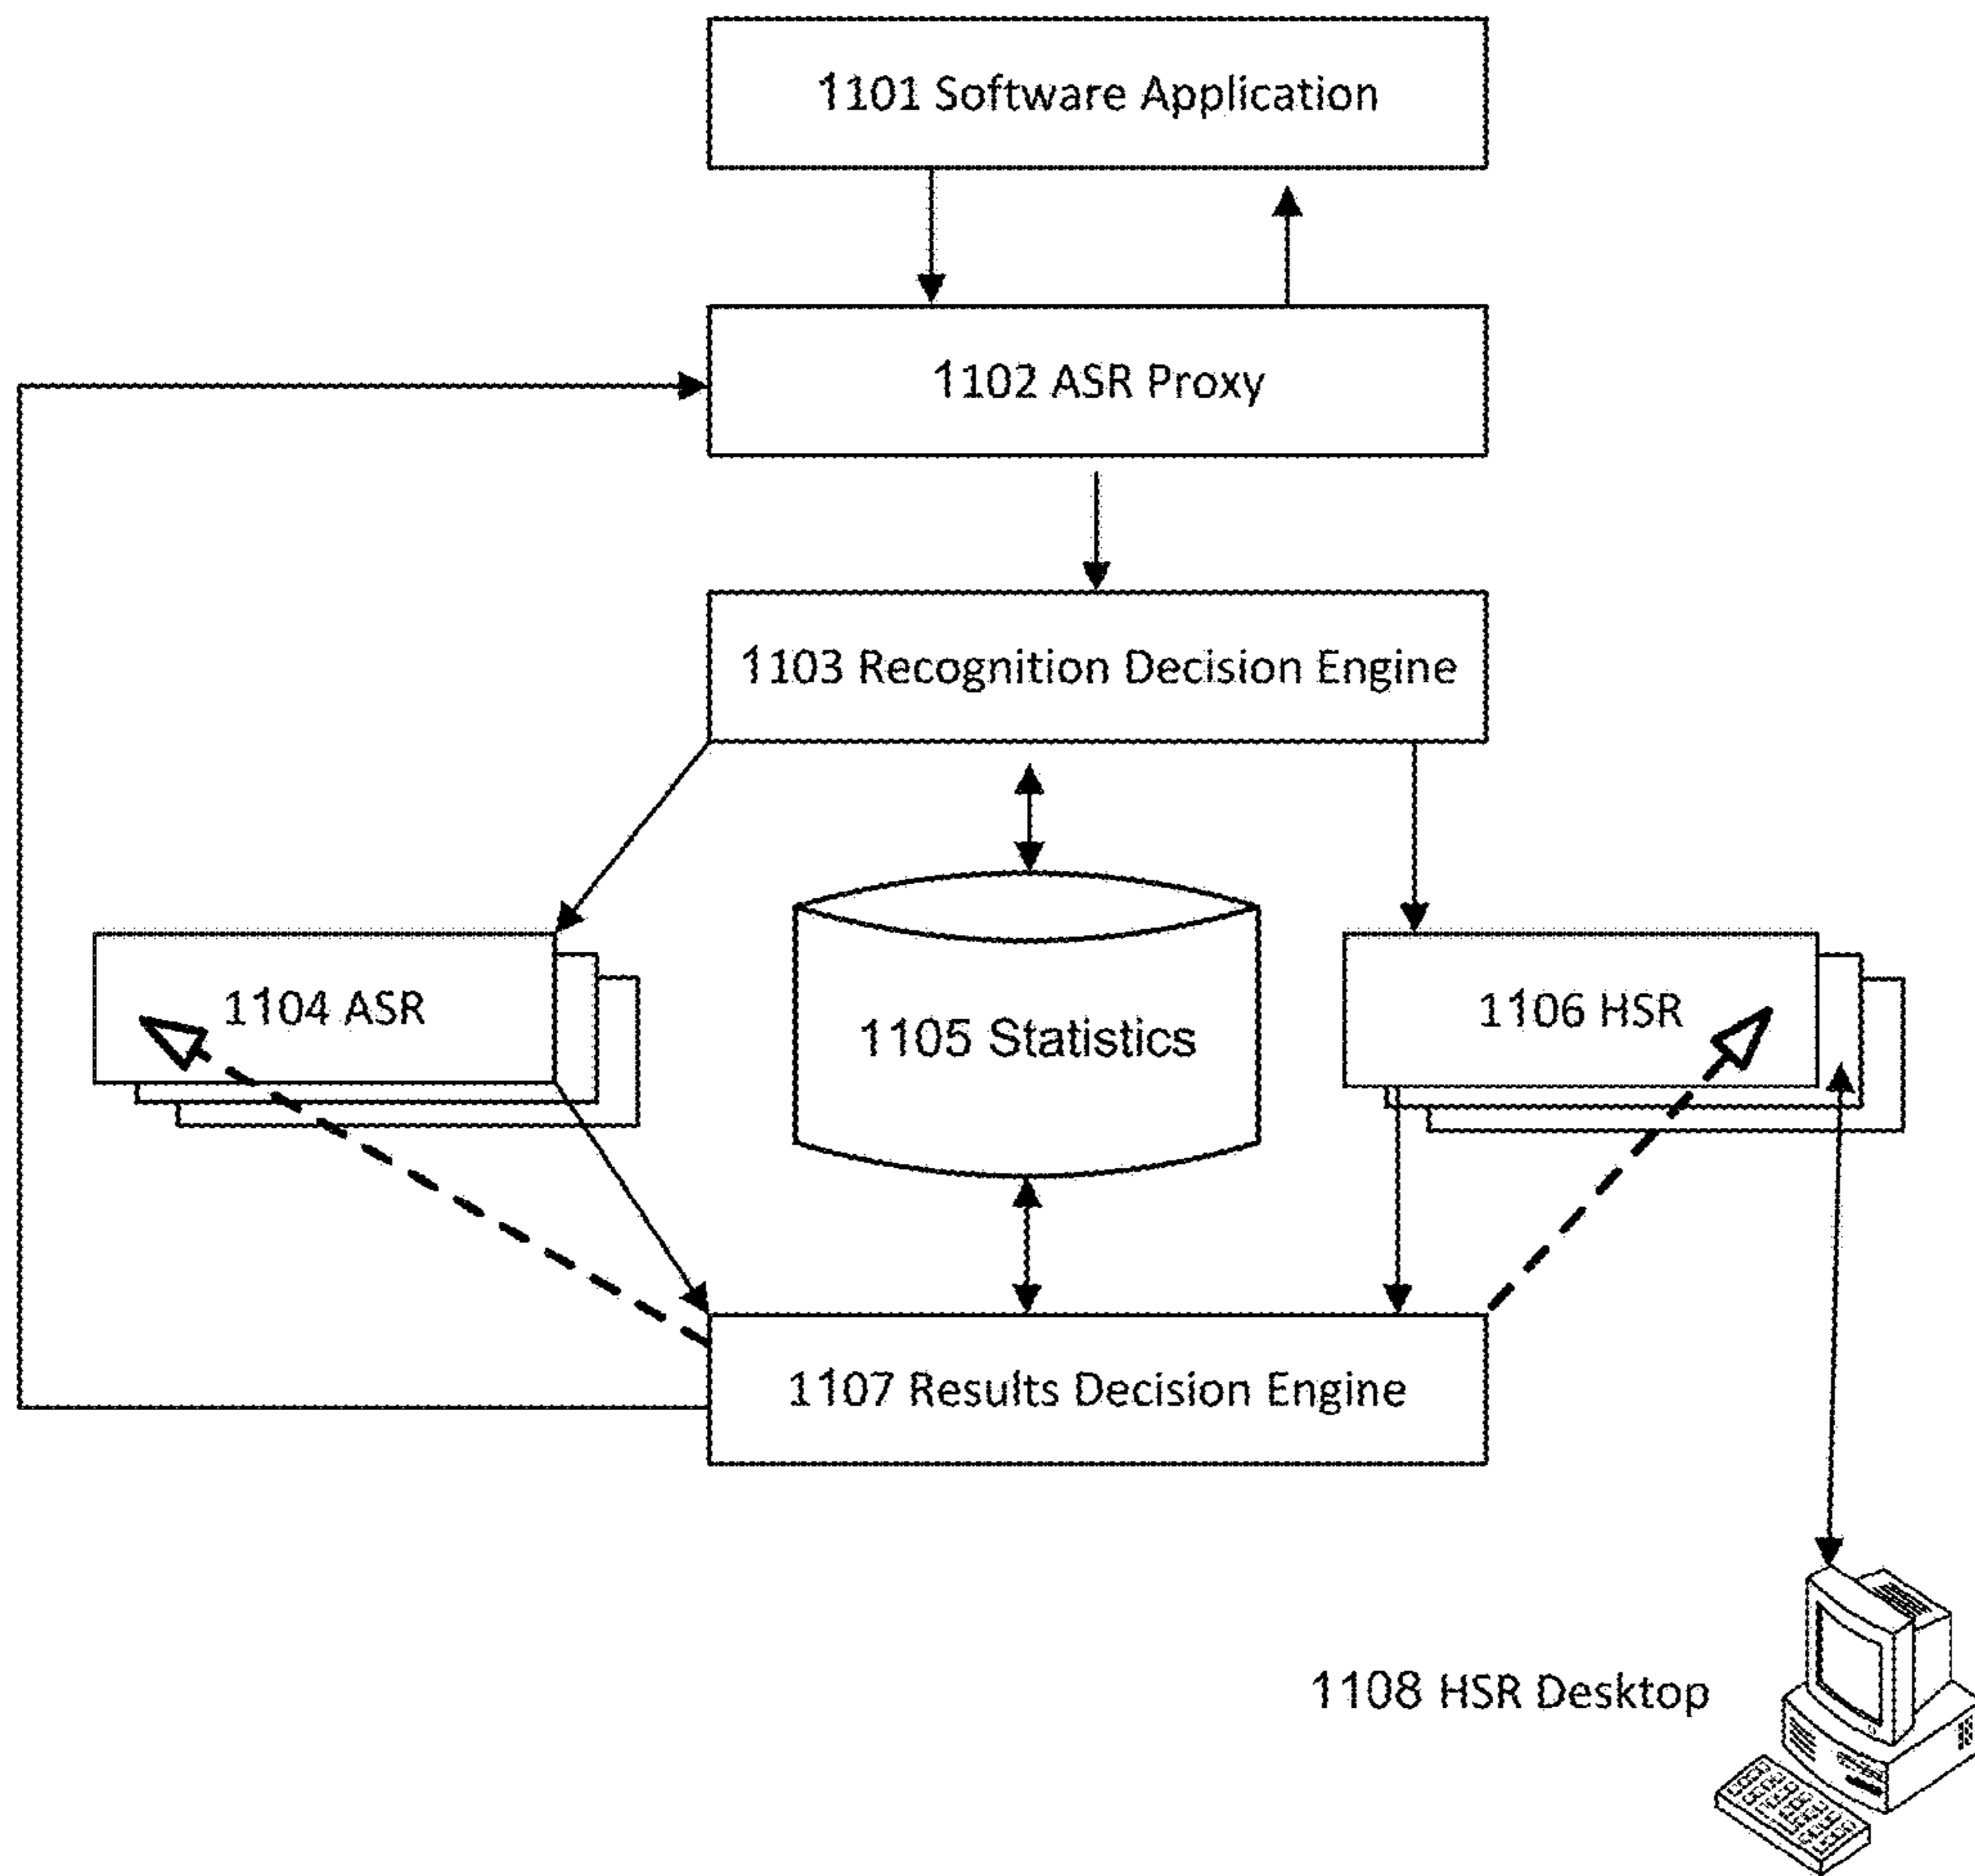 1101 Software Application
1102 ASR Proxy
1103 Recognition Decision Engine
1104 ASR
1105 Statistics
1106 HSR
1107 Results Decision Engine
1108 HSR Desktop